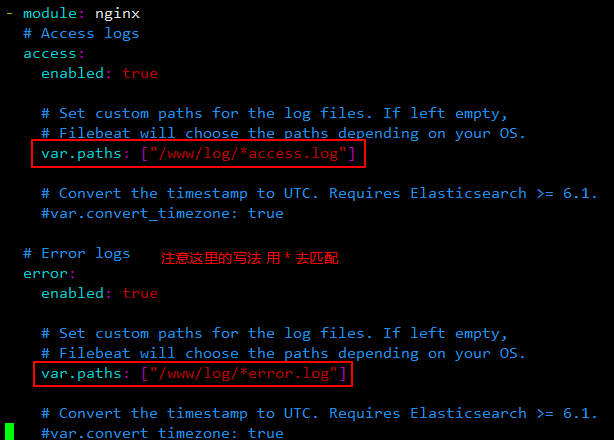 - module: nginx
# Access logs
access:
enabled: true
# Set custom paths for the log files. If left empty,
# Filebeat will choose the paths depending on your OS.
var.paths: ["/www/log/*access.log"]
# Convert the timestamp to UTC. Requires Elasticsearch >= 6.1.
#var.convert_timezone: true
# Error logs
注意这里的写法 用 * 去匹配
error:
enabled: true
# Set custom paths for the log files. If left empty,
# Filebeat will choose the paths depending on your OS.
var.paths: ["/www/log/*error.log"]
# Convert the timestamp to UTC. Requires Elasticsearch >= 6.1.
#var.convert_timezone: true